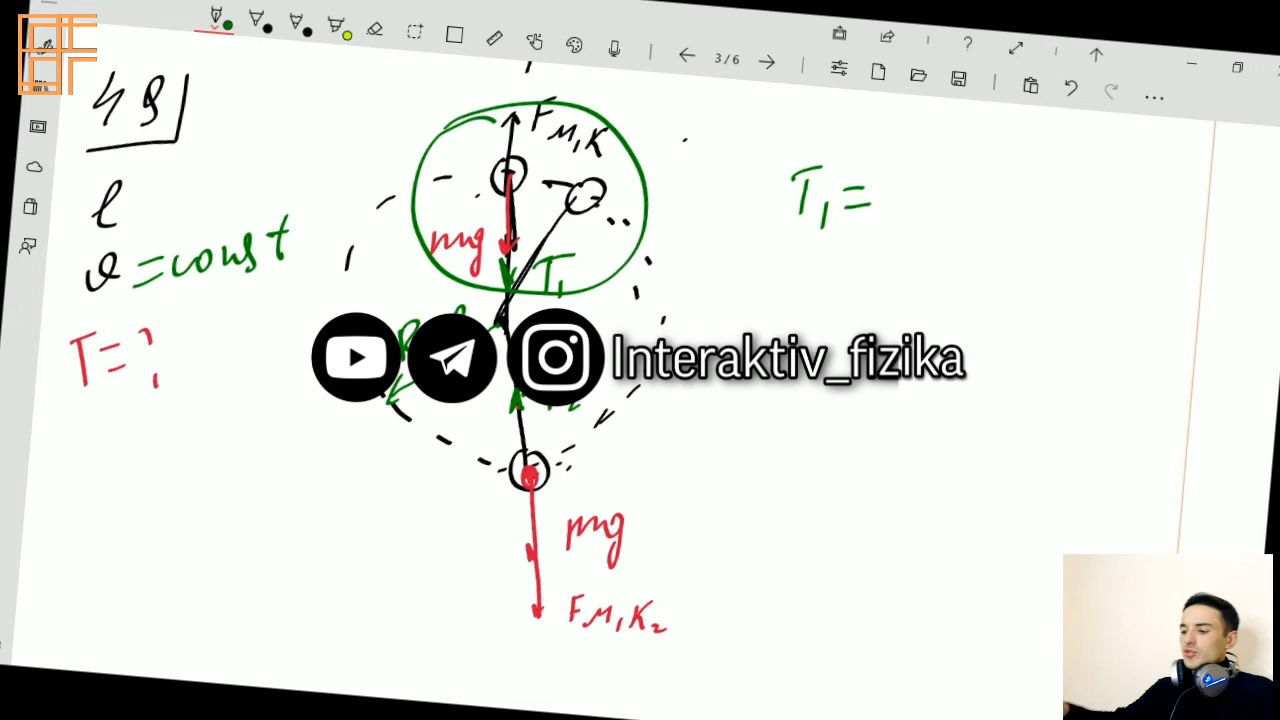 3/6
49
l
ϑ = const
T = ?
F м,к
mg
T₁
T₁ =
Interaktiv_fizika
mg
F м,к₂